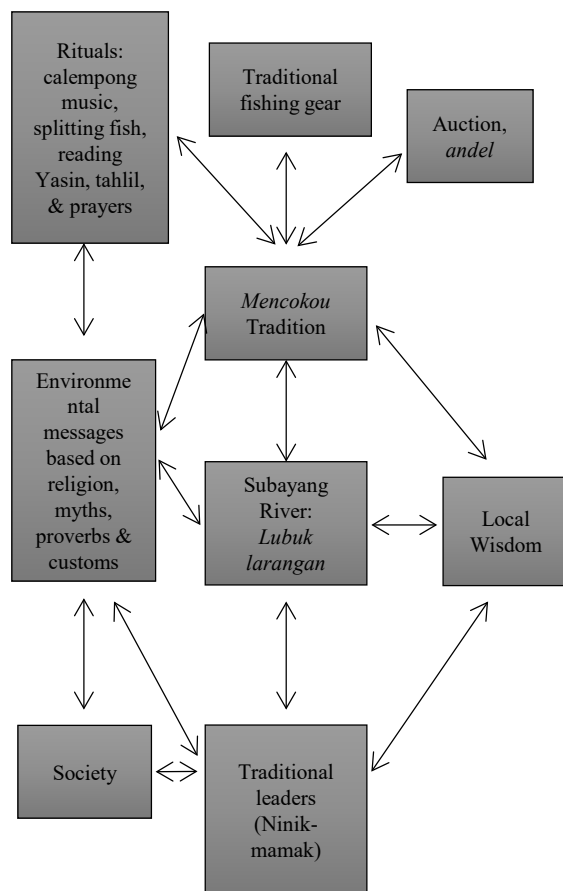 Rituals:
calempong
music,
splitting fish,
reading
Yasin, tahlil,
& prayers
Traditional
fishing gear
Auction,
andel
Mencokou
Tradition
Environme
ntal
messages
based on
religion,
myths,
proverbs &
customs
Subayang
River:
Lubuk
larangan
Local
Wisdom
Society
Traditional
leaders
(Ninik-
mamak)